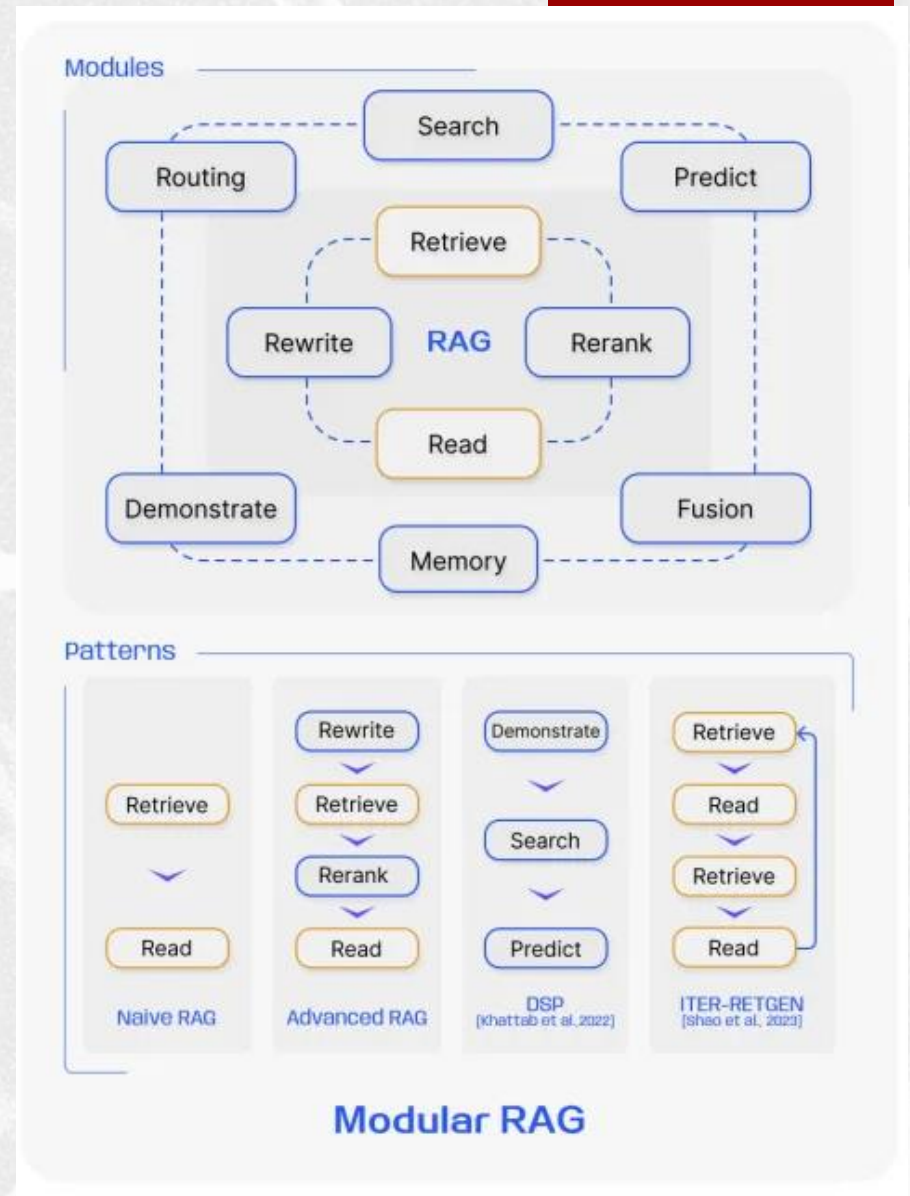 Modules
Search
Routing
Predict
Retrieve
Rewrite
RAG
Rerank
Read
Demonstrate
Fusion
Memory
Patterns
Retrieve
Read
Naive RAG
Rewrite
Retrieve
Rerank
Read
Advanced RAG
Demonstrate
Search
Predict
DSP
[Khattab et al.,2022]
Retrieve
Read
Retrieve
Read
ITER-RETGEN
[Shao et al., 2023]
Modular RAG